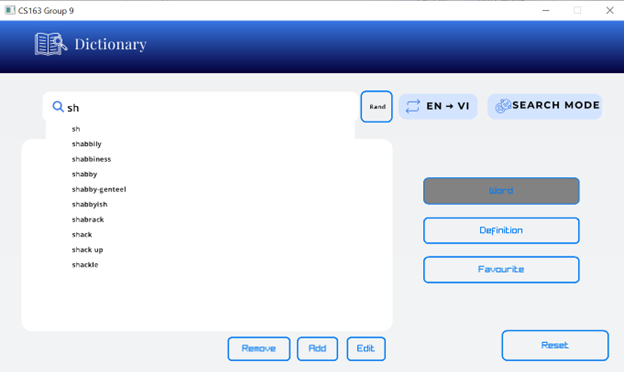 CS163 Group 9
Dictionary
sh
Rand
EN → VI
SEARCH MODE
sh
shabbily
shabbiness
shabby
shabby-genteel
shabbyish
shabrack
shack
shack up
shackle
Word
Definition
Favourite
Remove
Add
Edit
Reset